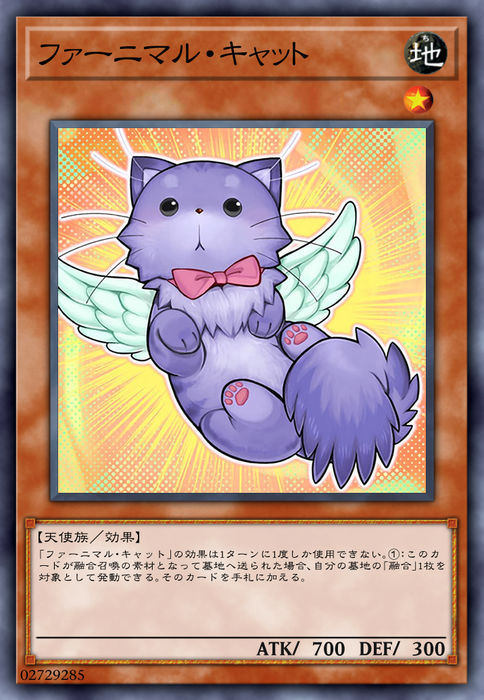 ファーニマル・キャット
ち
地
【天使族／効果】
「ファーニマル・キャット」の効果は1ターンに1度しか使用できない。①：このカ
ードが融合召喚の素材となって墓地へ送られた場合、自分の墓地の「融合」1枚を
対象として発動できる。そのカードを手札に加える。
ATK/ 700 DEF/ 300
02729285